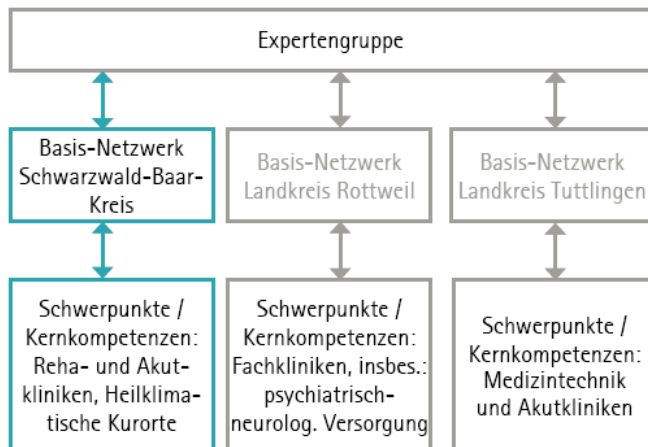 Expertengruppe
Basis-Netzwerk
Schwarzwald-Baar-
Kreis
Basis-Netzwerk
Landkreis Rottweil
Basis-Netzwerk
Landkreis Tuttlingen
Schwerpunkte /
Kernkompetenzen:
Reha- und Akut-
kliniken, Heilklima-
tische Kurorte
Schwerpunkte /
Kernkompetenzen:
Fachkliniken, insbes.:
psychiatrisch-
neurolog. Versorgung
Schwerpunkte /
Kernkompetenzen:
Medizintechnik
und Akutkliniken